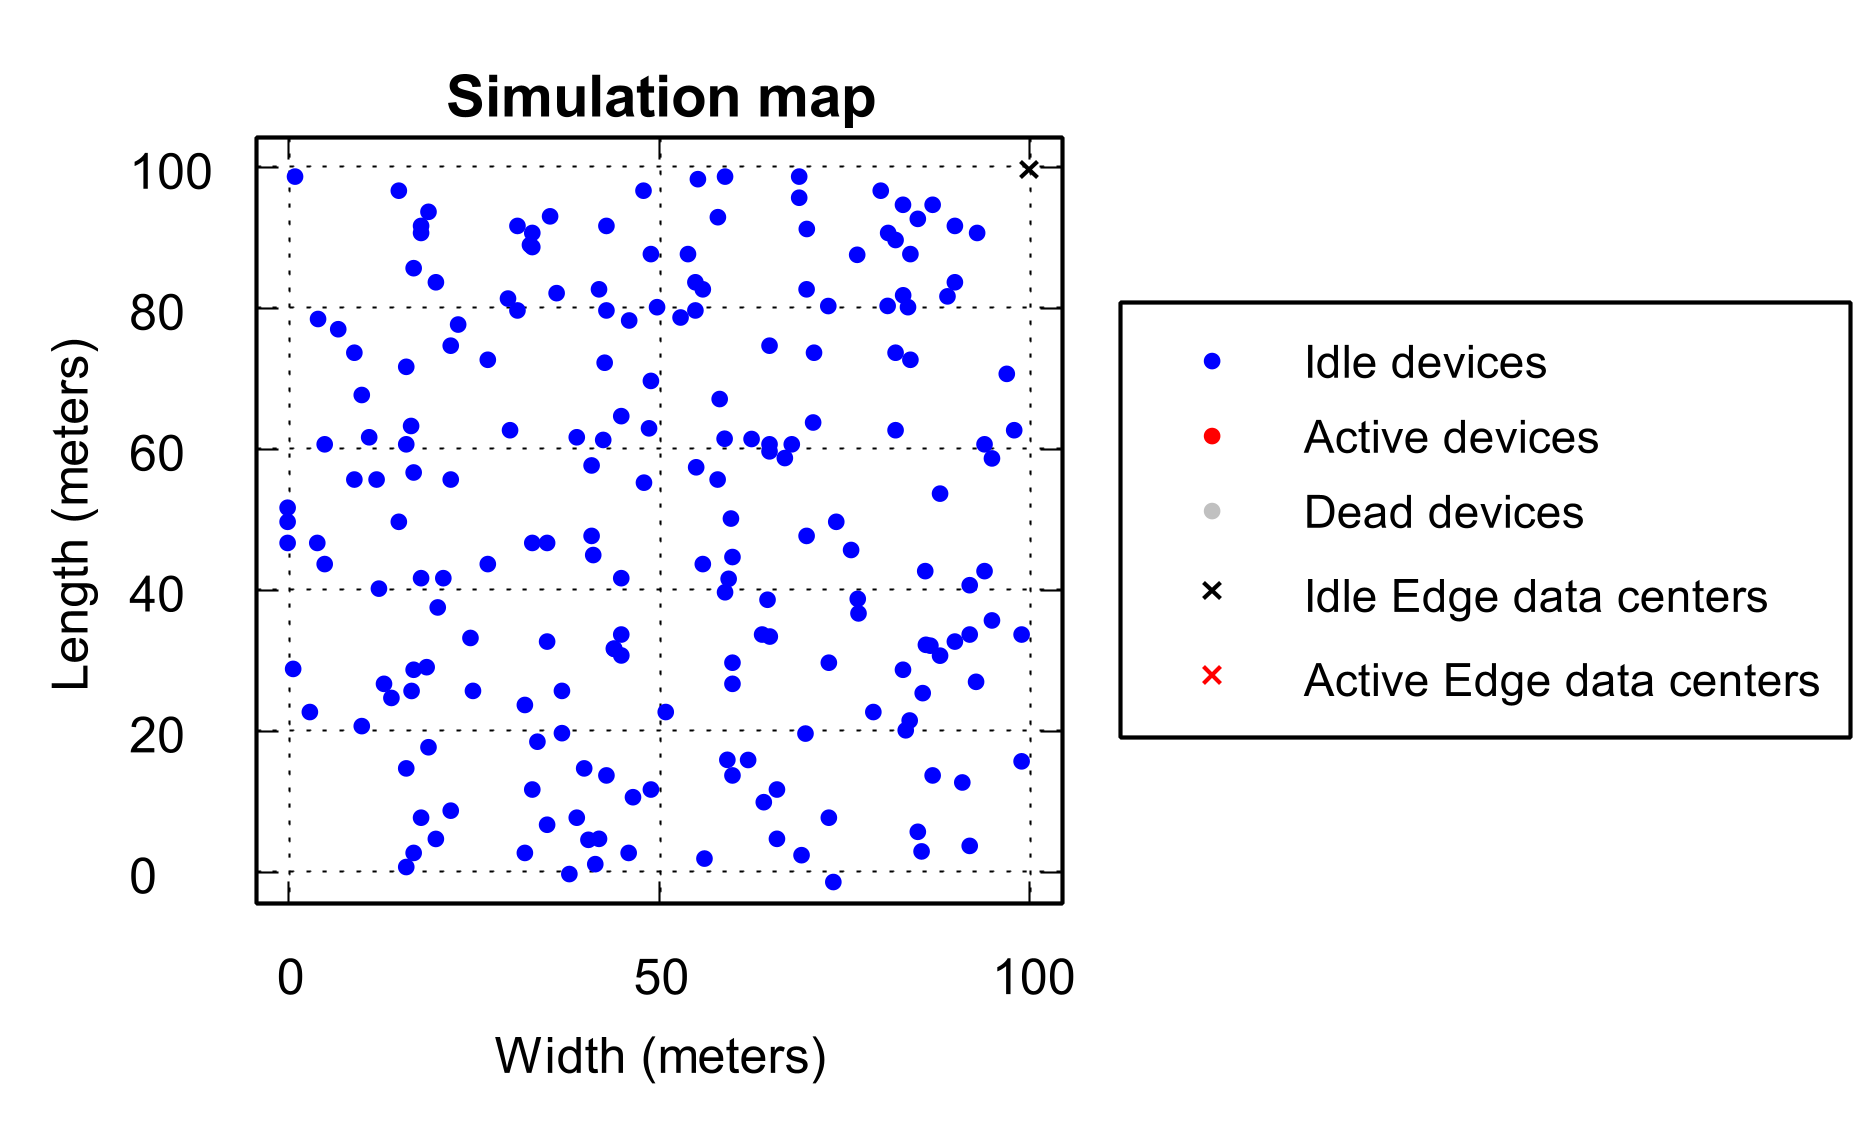 Simulation map
100
80
60
40
20
0
Length (meters)
0 50 100
Width (meters)
Idle devices
Active devices
Dead devices
Idle Edge data centers
Active Edge data centers